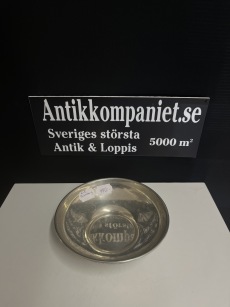 Antikkompaniet.se
Sveriges största
Antik & Loppis 5000 m²